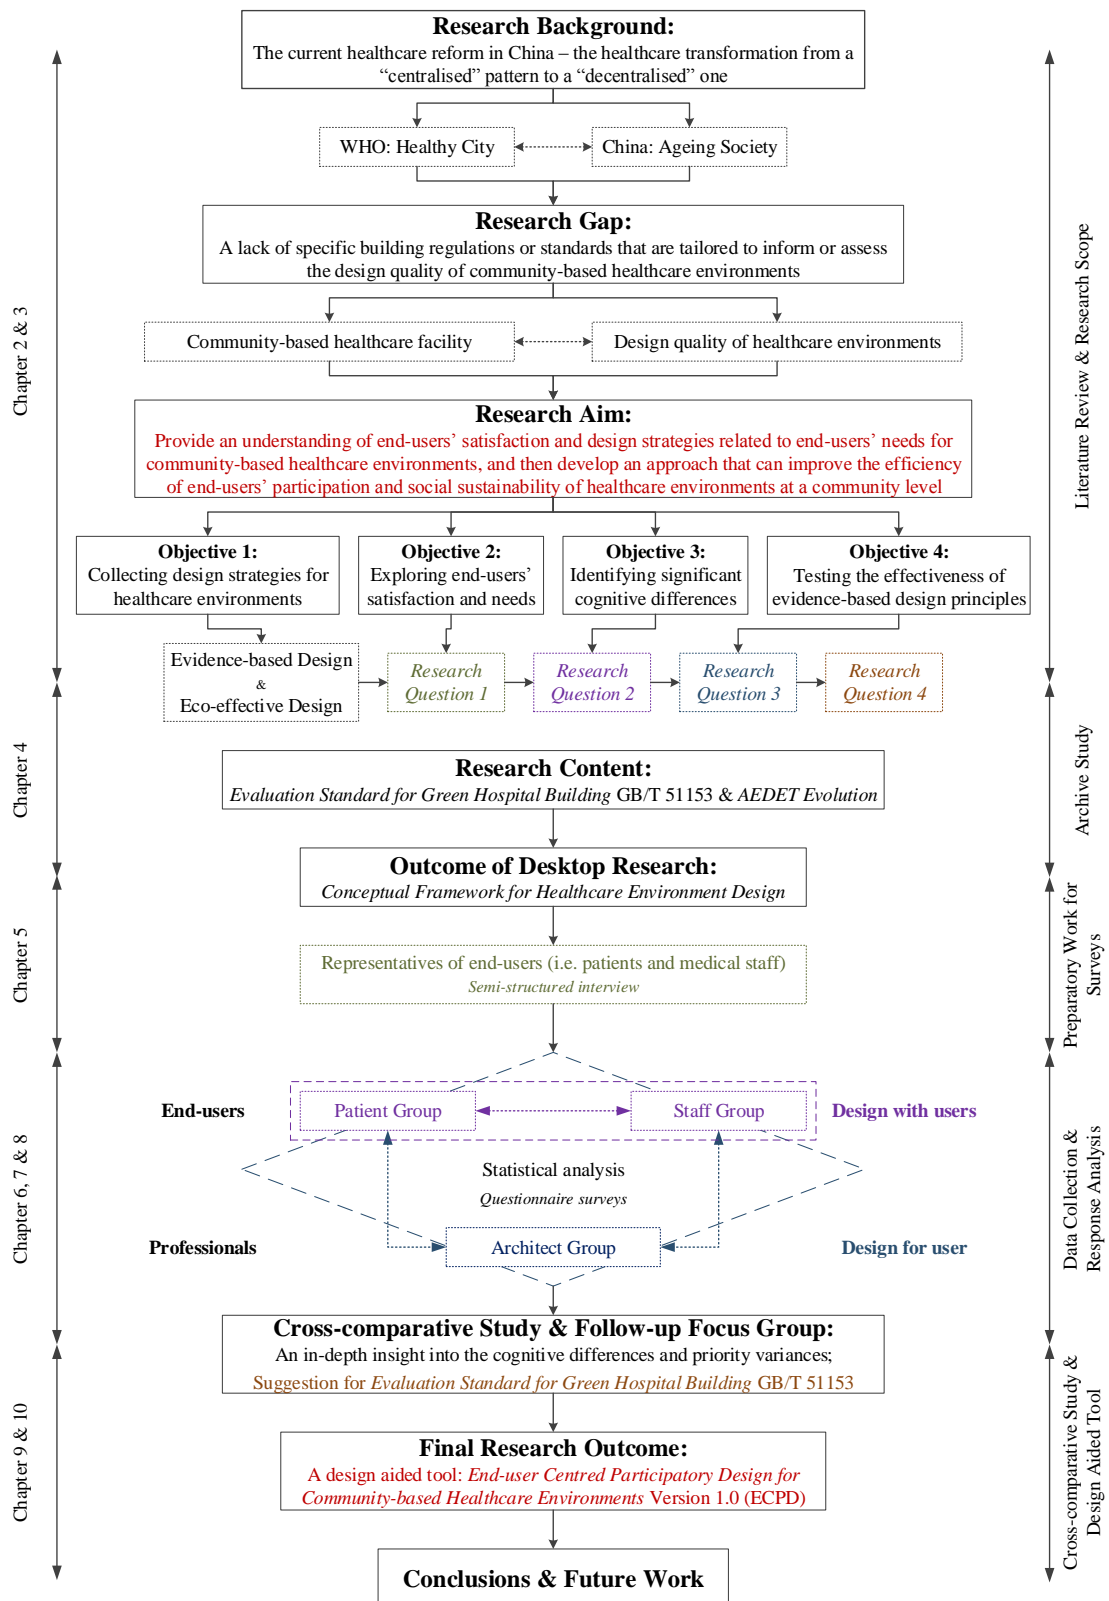 Research Background:
The current healthcare reform in China – the healthcare transformation from a
“centralised” pattern to a “decentralised” one
WHO: Healthy City
China: Ageing Society
Research Gap:
A lack of specific building regulations or standards that are tailored to inform or assess
the design quality of community-based healthcare environments
Community-based healthcare facility
Design quality of healthcare environments
Chapter 2 & 3
Literature Review & Research Scope
Research Aim:
Provide an understanding of end-users’ satisfaction and design strategies related to end-users’ needs for
community-based healthcare environments, and then develop an approach that can improve the efficiency
of end-users’ participation and social sustainability of healthcare environments at a community level
Objective 1:
Collecting design strategies for
healthcare environments
Objective 2:
Exploring end-users’
satisfaction and needs
Objective 3:
Identifying significant
cognitive differences
Objective 4:
Testing the effectiveness of
evidence-based design principles
Evidence-based Design
&
Eco-effective Design
Research
Question 1
Research
Question 2
Research
Question 3
Research
Question 4
Chapter 4
Archive Study
Research Content:
Evaluation Standard for Green Hospital Building GB/T 51153 & AEDET Evolution
Outcome of Desktop Research:
Conceptual Framework for Healthcare Environment Design
Chapter 5
Preparatory Work for
Surveys
Representatives of end-users (i.e. patients and medical staff)
Semi-structured interview
End-users
Patient Group
Staff Group
Design with users
Chapter 6, 7 & 8
Data Collection &
Response Analysis
Statistical analysis
Questionnaire surveys
Professionals
Architect Group
Design for user
Cross-comparative Study & Follow-up Focus Group:
An in-depth insight into the cognitive differences and priority variances;
Suggestion for Evaluation Standard for Green Hospital Building GB/T 51153
Chapter 9 & 10
Cross-comparative Study &
Design Aided Tool
Final Research Outcome:
A design aided tool: End-user Centred Participatory Design for
Community-based Healthcare Environments Version 1.0 (ECPD)
Conclusions & Future Work